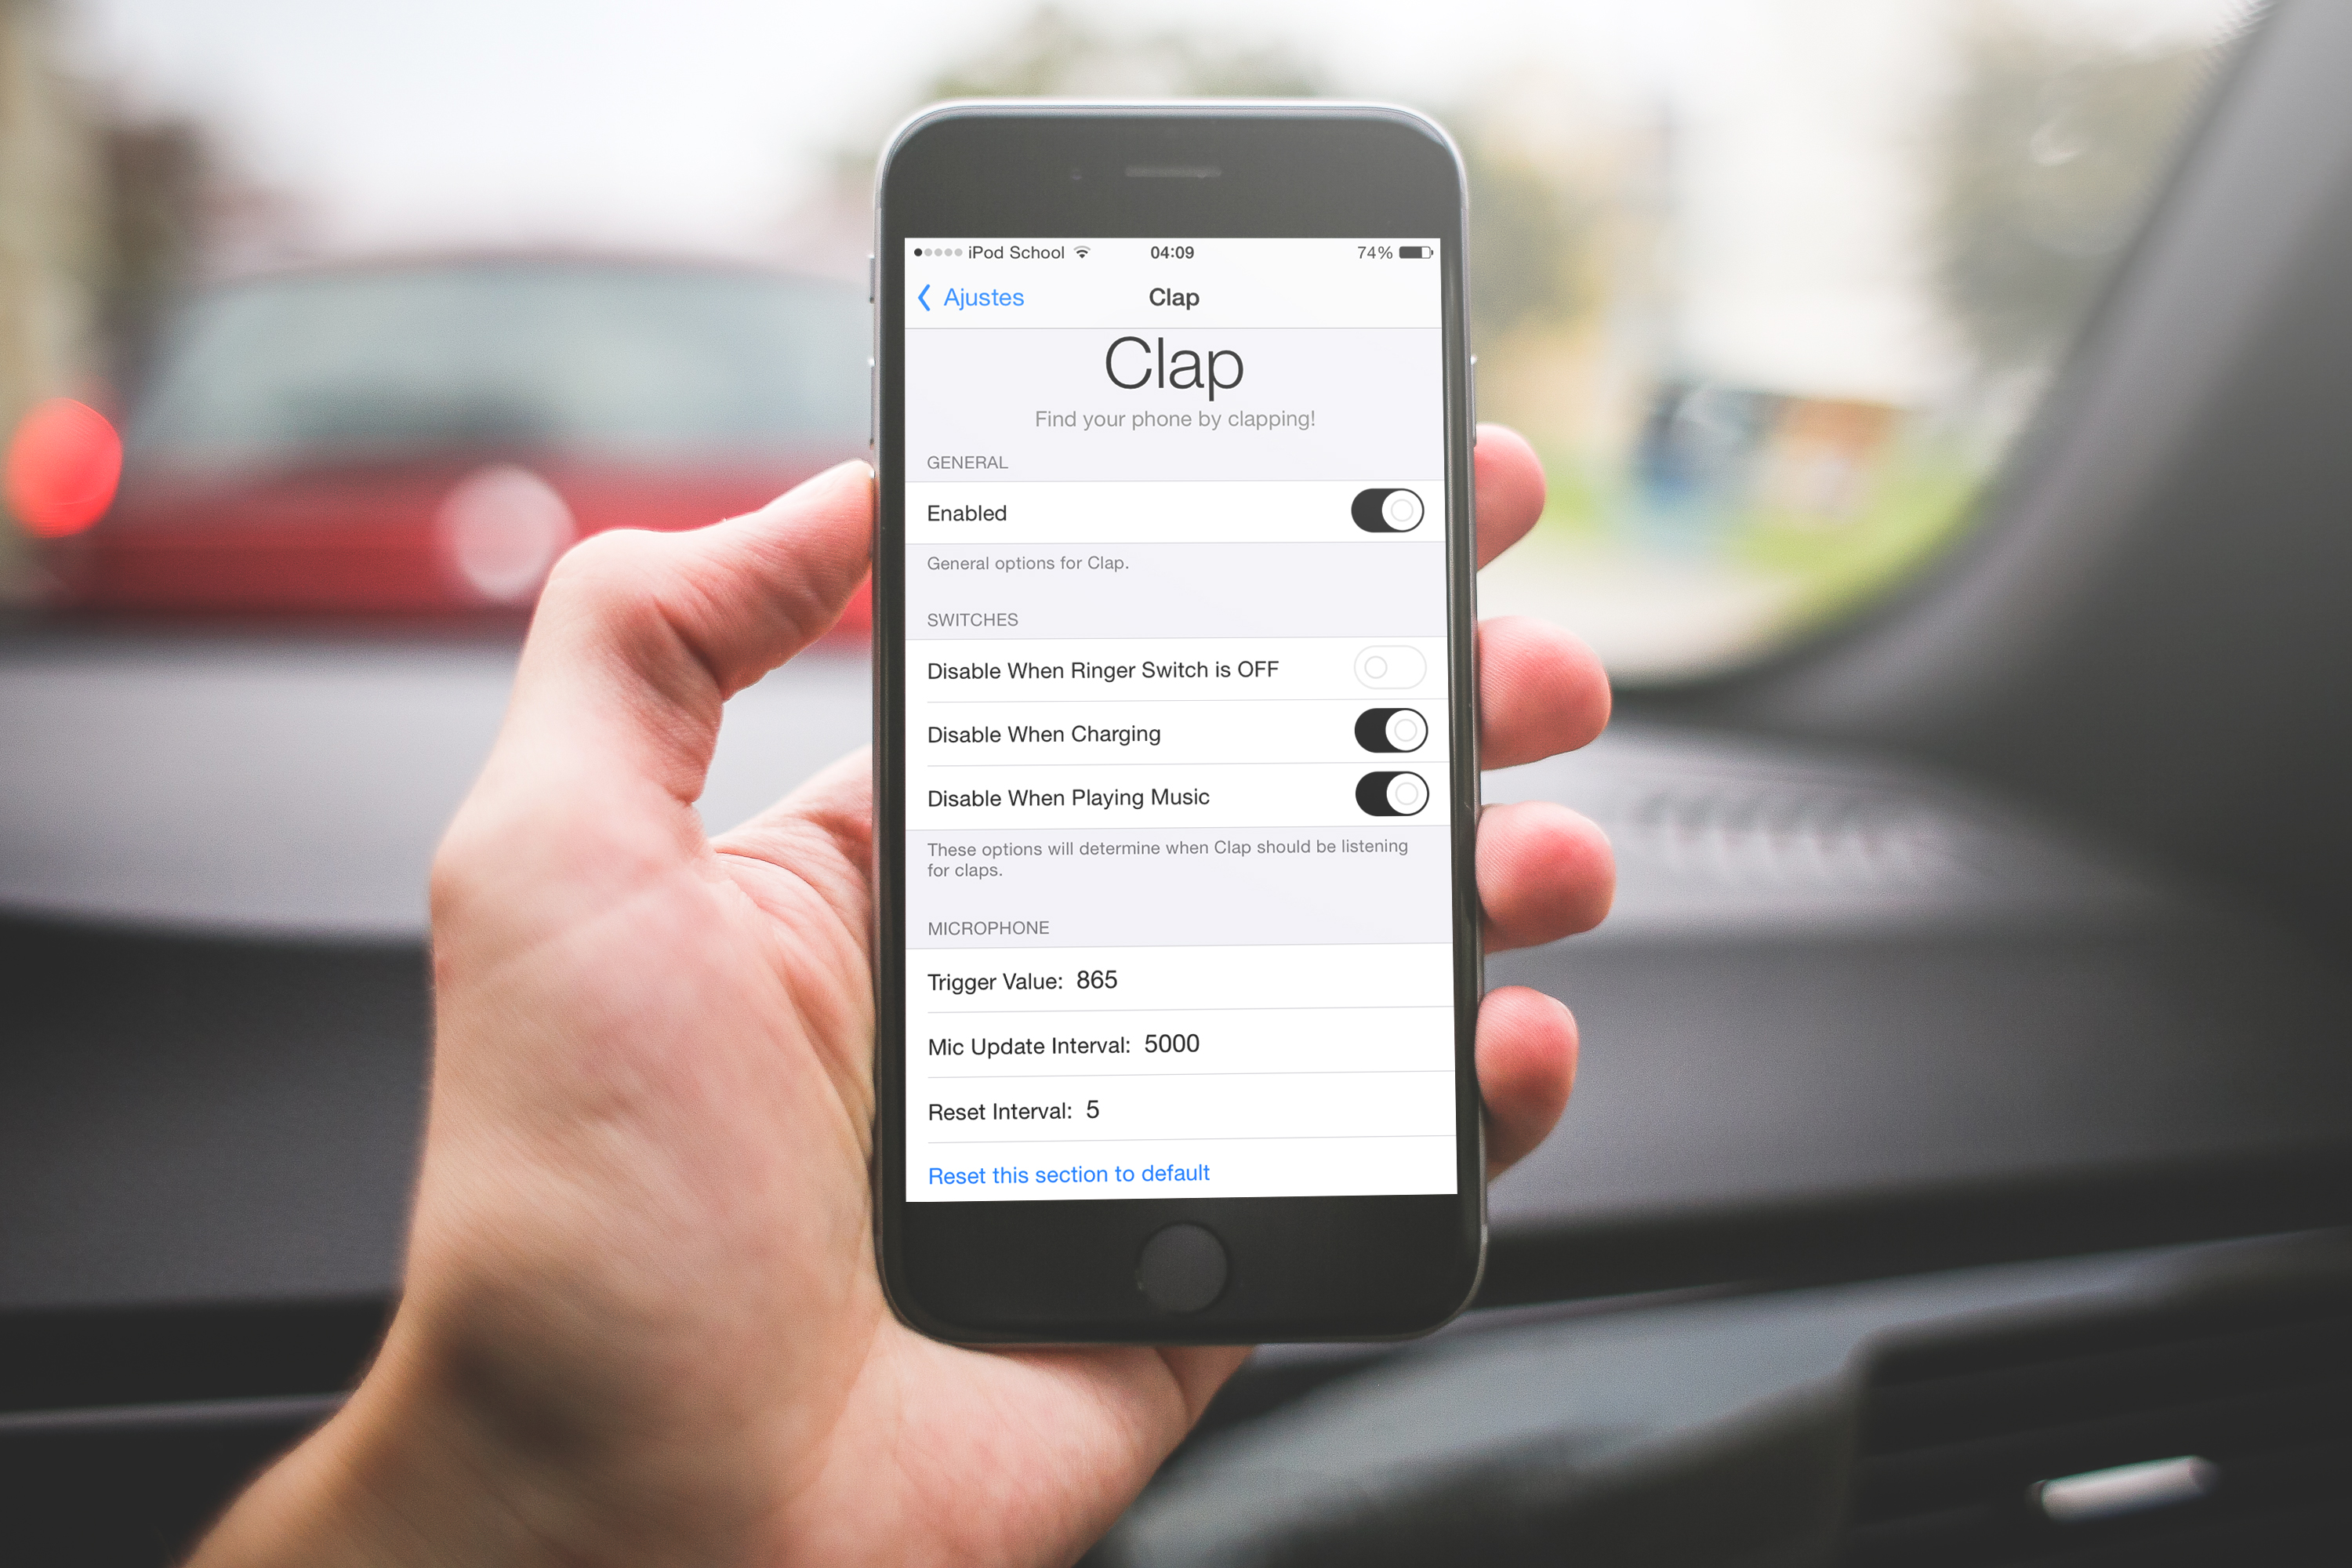 iPod School 04:09 74%
Ajustes Clap
Clap
Find your phone by clapping!
GENERAL
Enabled
General options for Clap.
SWITCHES
Disable When Ringer Switch is OFF
Disable When Charging
Disable When Playing Music
These options will determine when Clap should be listening
for claps.
MICROPHONE
Trigger Value: 865
Mic Update Interval: 5000
Reset Interval: 5
Reset this section to default